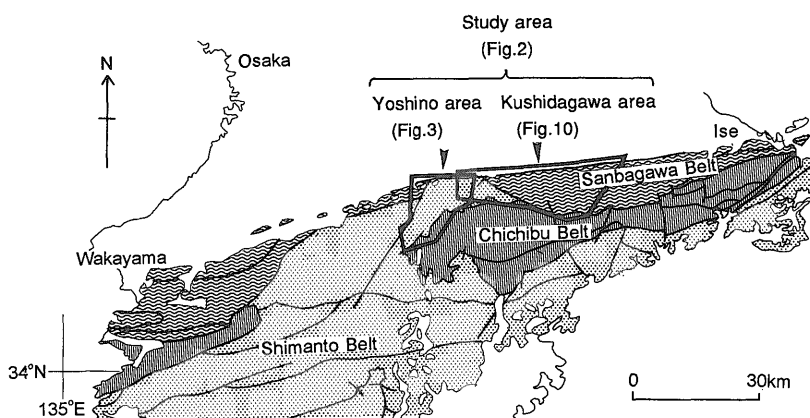 Study area
(Fig.2)
Yoshino area
(Fig.3)
Kushidagawa area
(Fig.10)
N
Osaka
Ise
Sanbagawa Belt
Chichibu Belt
Wakayama
Shimanto Belt
34°N
135°E
0 30km